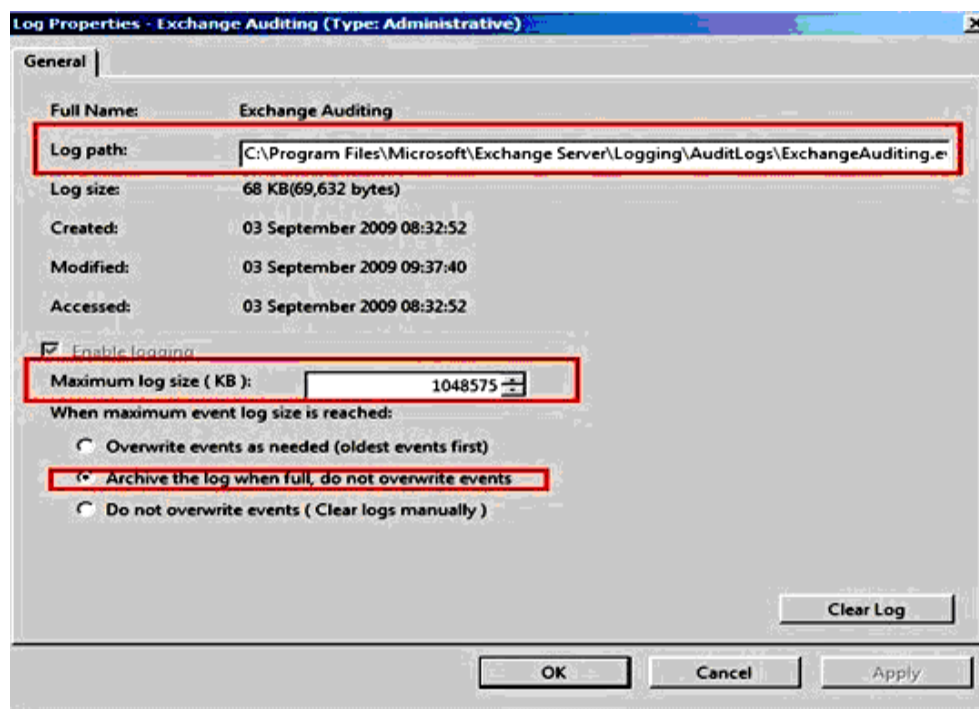 Log Properties - Exchange Auditing (Type: Administrative)
General
Full Name: Exchange Auditing
Log path: C:\Program Files\Microsoft\Exchange Server\Logging\AuditLogs\ExchangeAuditing.e
Log size: 68 KB(69,632 bytes)
Created: 03 September 2009 08:32:52
Modified: 03 September 2009 09:37:40
Accessed: 03 September 2009 08:32:52
Enable logging
Maximum log size ( KB ): 1048575
When maximum event log size is reached:
Overwrite events as needed (oldest events first)
Archive the log when full, do not overwrite events
Do not overwrite events ( Clear logs manually )
Clear Log
OK Cancel Apply